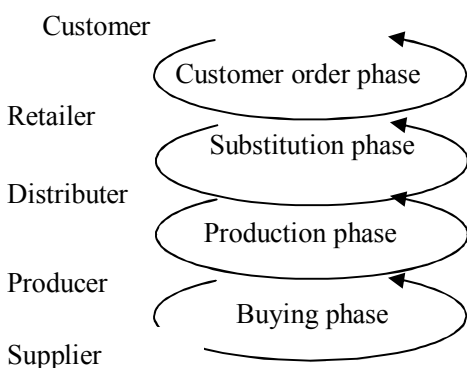 Customer
Customer order phase
Retailer
Substitution phase
Distributer
Production phase
Producer
Buying phase
Supplier